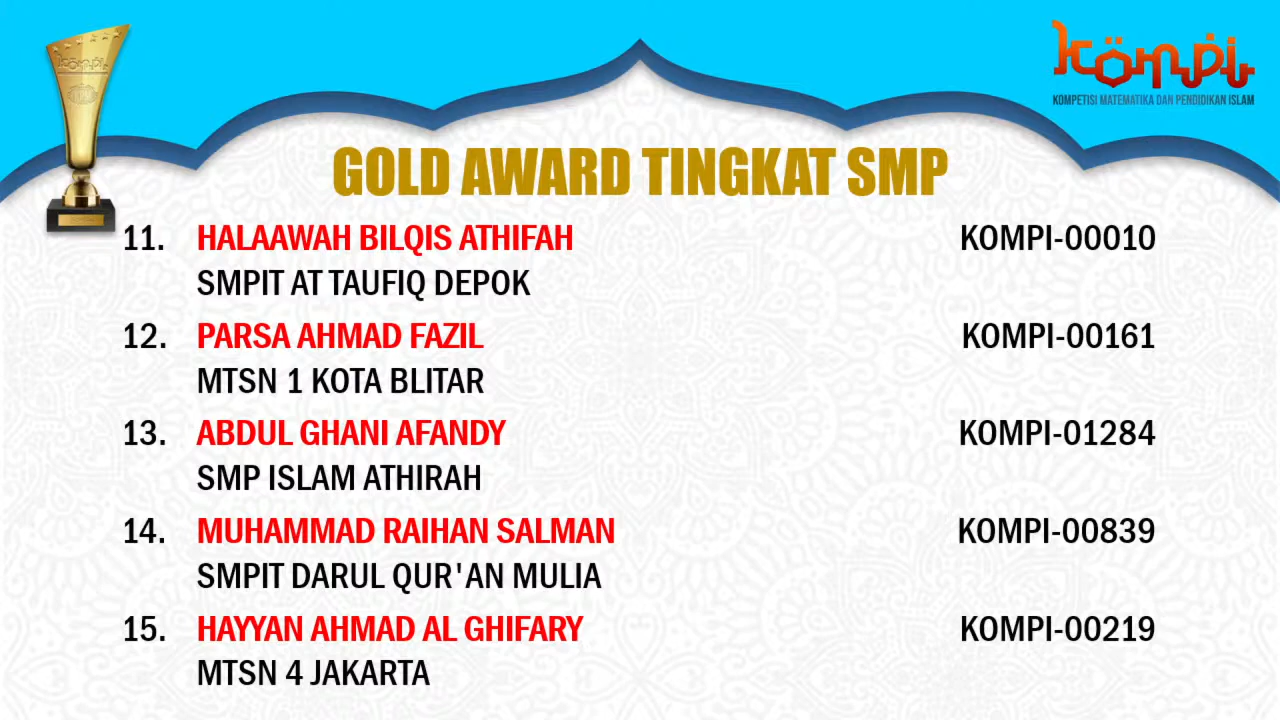 kompi
KOMPETISI MATEMATIKA DAN PENDIDIKAN ISLAM
GOLD AWARD TINGKAT SMP
11. HALAAWAH BILQIS ATHIFAH KOMPI-00010
SMPIT AT TAUFIQ DEPOK
12. PARSA AHMAD FAZIL KOMPI-00161
MTSN 1 KOTA BLITAR
13. ABDUL GHANI AFANDY KOMPI-01284
SMP ISLAM ATHIRAH
14. MUHAMMAD RAIHAN SALMAN KOMPI-00839
SMPIT DARUL QUR'AN MULIA
15. HAYYAN AHMAD AL GHIFARY KOMPI-00219
MTSN 4 JAKARTA